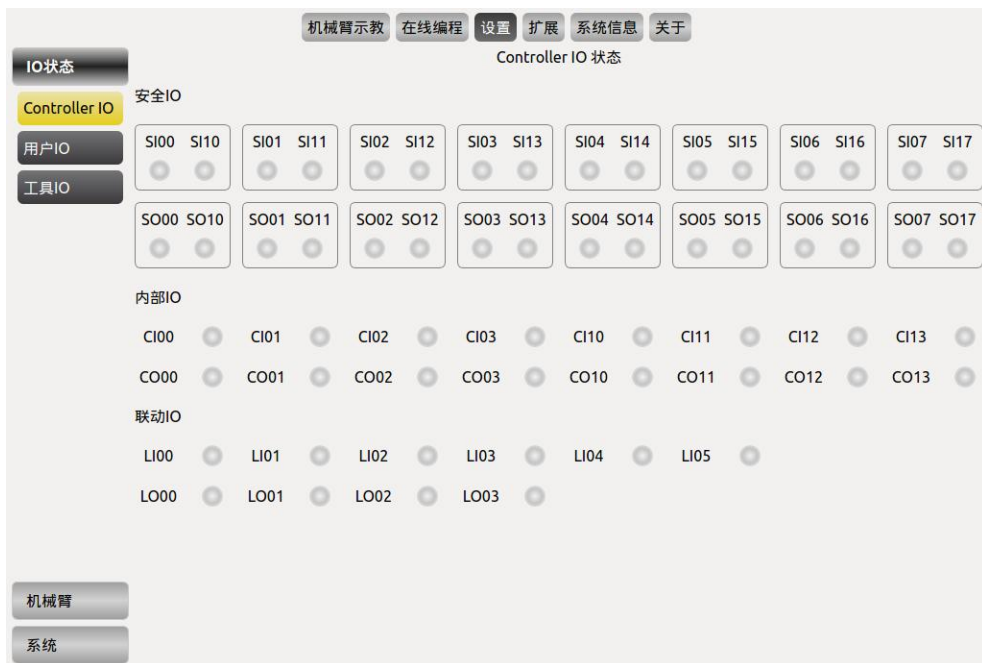 机械臂示教 在线编程 设置 扩展 系统信息 关于
IO状态
Controller IO
用户IO
工具IO
机械臂
系统
Controller IO 状态
安全IO
SI00 SI10 SI01 SI11 SI02 SI12 SI03 SI13 SI04 SI14 SI05 SI15 SI06 SI16 SI07 SI17
SO00 SO10 SO01 SO11 SO02 SO12 SO03 SO13 SO04 SO14 SO05 SO15 SO06 SO16 SO07 SO17
内部IO
CI00 CI01 CI02 CI03 CI10 CI11 CI12 CI13
CO00 CO01 CO02 CO03 CO10 CO11 CO12 CO13
联动IO
LI00 LI01 LI02 LI03 LI04 LI05
LO00 LO01 LO02 LO03